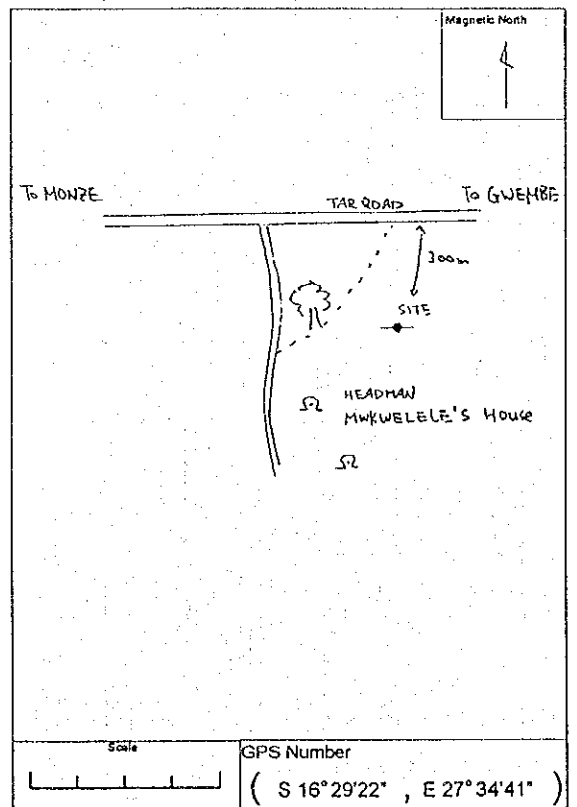 Magnetic North
To MONZE
TAR ROAD
To GWEMBE
300m
SITE
HEADMAN
MWKWELELE'S HOUSE
Scale
GPS Number
( S 16°29'22" , E 27°34'41" )